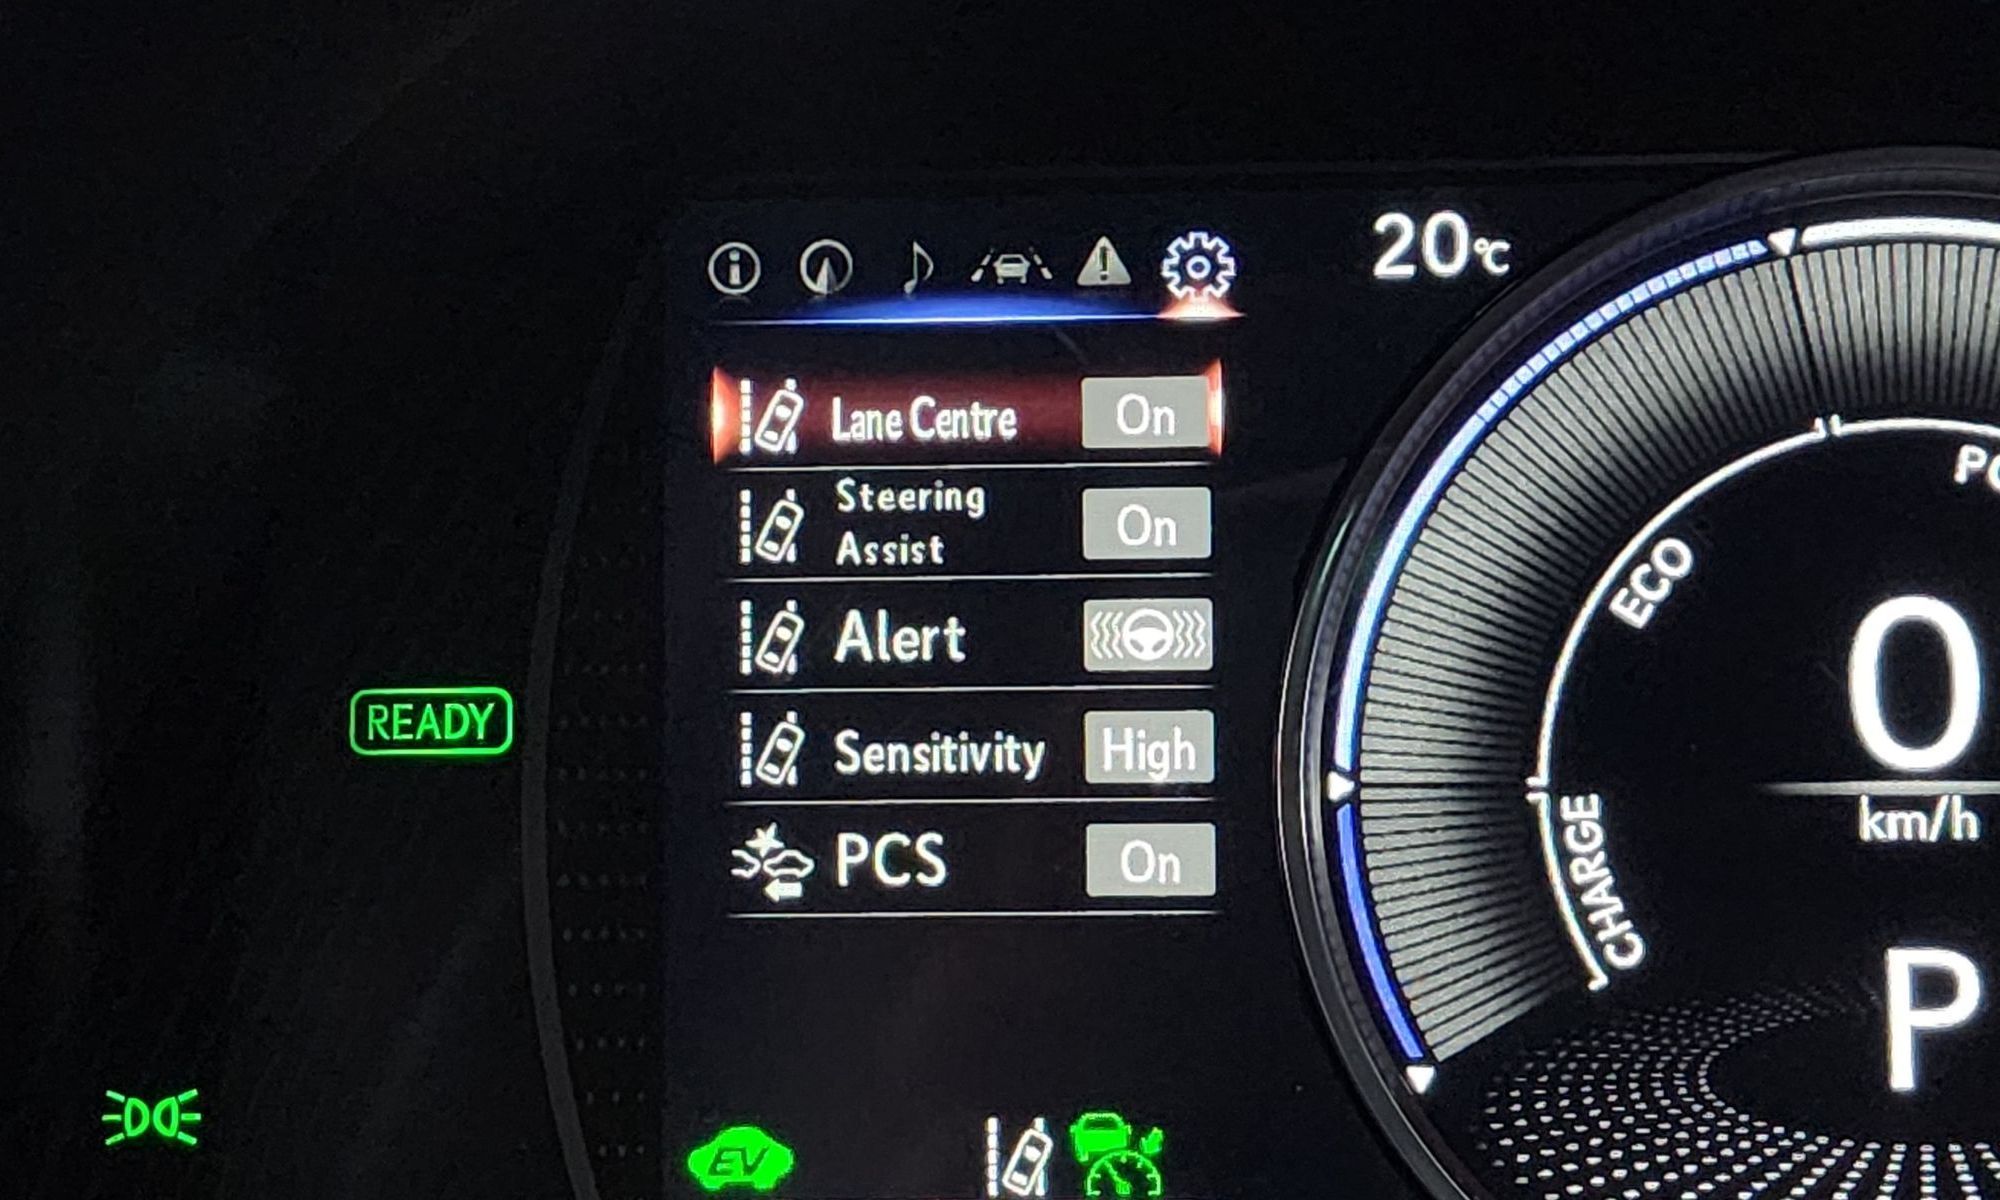 20°C
Lane Centre On
Steering
Assist On
Alert
Sensitivity High
PCS On
READY
EV
ECO
CHARGE
0
km/h
P